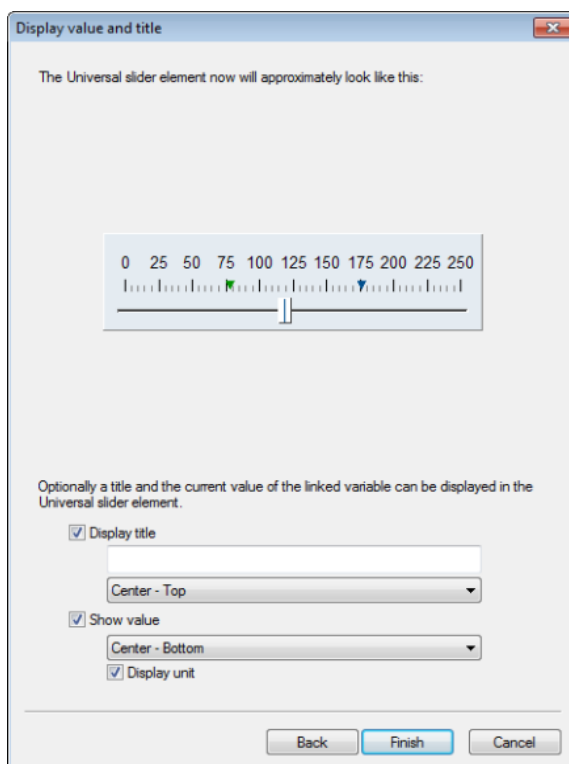 Display value and title
The Universal slider element now will approximately look like this:
0 25 50 75 100 125 150 175 200 225 250
Optionally a title and the current value of the linked variable can be displayed in the
Universal slider element.
Display title
Center - Top
Show value
Center - Bottom
Display unit
Back Finish Cancel